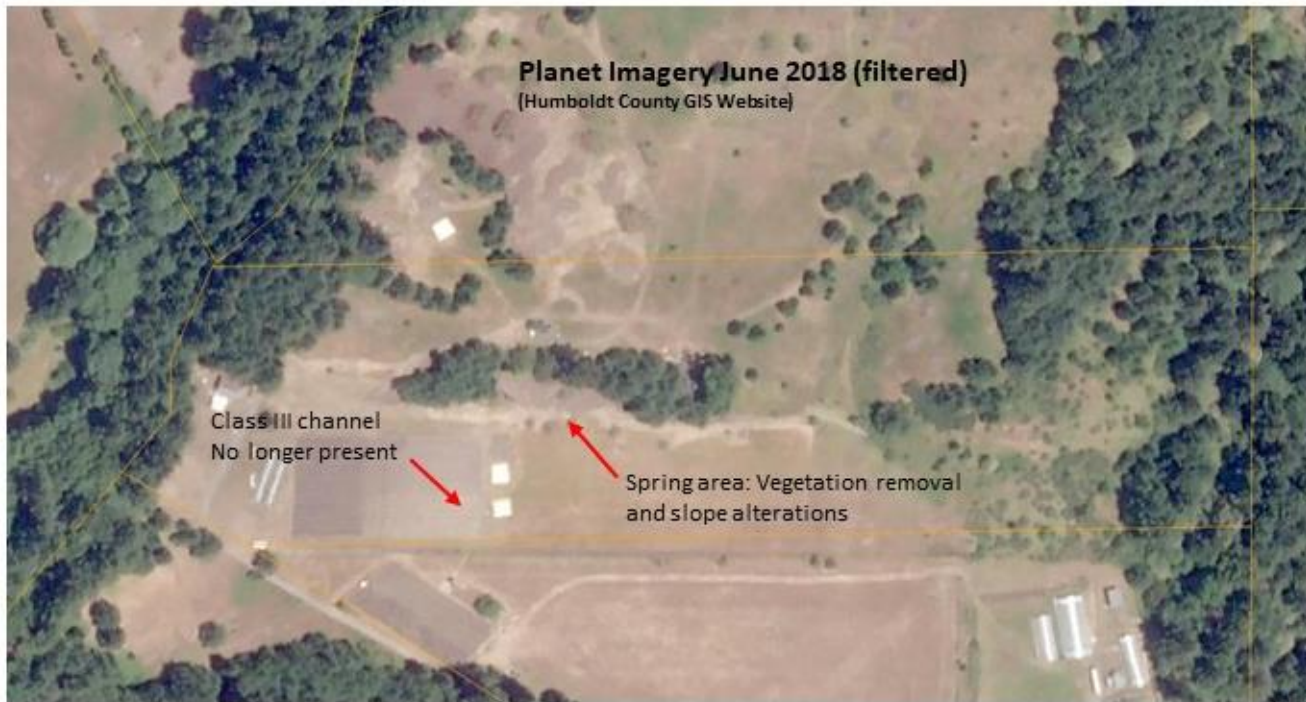 Planet Imagery June 2018 (filtered)
(Humboldt County GIS Website)
Class III channel
No longer present
Spring area: Vegetation removal
and slope alterations